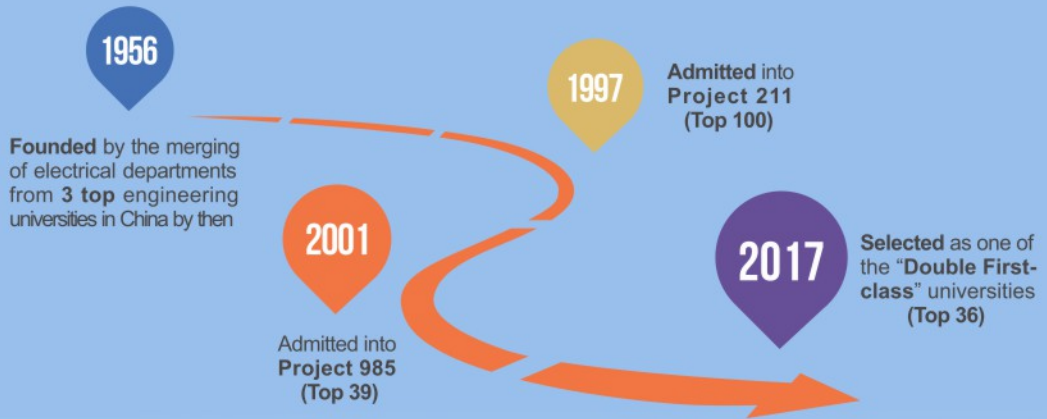 1956
Founded by the merging
of electrical departments
from 3 top engineering
universities in China by then
1997
Admitted into
Project 211
(Top 100)
2001
Admitted into
Project 985
(Top 39)
2017
Selected as one of
the “Double First-
class” universities
(Top 36)